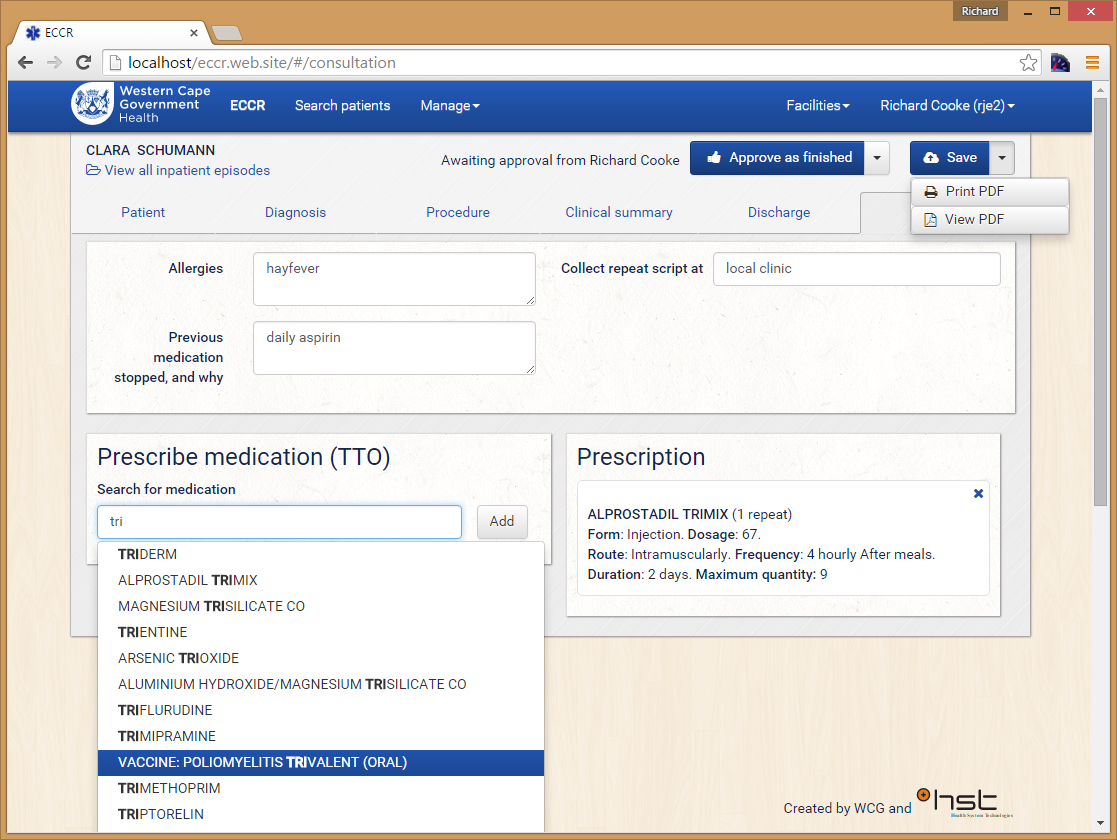 Richard
ECCR
localhost/eccr.web.site/#/consultation
Western Cape
Government
Health
ECCR
Search patients
Manage
Facilities
Richard Cooke (rje2)
CLARA SCHUMANN
View all inpatient episodes
Awaiting approval from Richard Cooke
Approve as finished
Save
Print PDF
View PDF
Patient
Diagnosis
Procedure
Clinical summary
Discharge
Allergies
hayfever
Collect repeat script at
local clinic
Previous
medication
stopped, and why
daily aspirin
Prescribe medication (TTO)
Search for medication
tri
Add
TRIDERM
ALPROSTADIL TRIMIX
MAGNESIUM TRISILICATE CO
TRIENTINE
ARSENIC TRIOXIDE
ALUMINIUM HYDROXIDE/MAGNESIUM TRISILICATE CO
TRIFLURUDINE
TRIMIPRAMINE
VACCINE: POLIOMYELITIS TRIVALENT (ORAL)
TRIMETHOPRIM
TRIPTORELIN
Prescription
ALPROSTADIL TRIMIX (1 repeat)
Form: Injection. Dosage: 67.
Route: Intramuscularly. Frequency: 4 hourly After meals.
Duration: 2 days. Maximum quantity: 9
Created by WCG and
hst
Health System Technologies